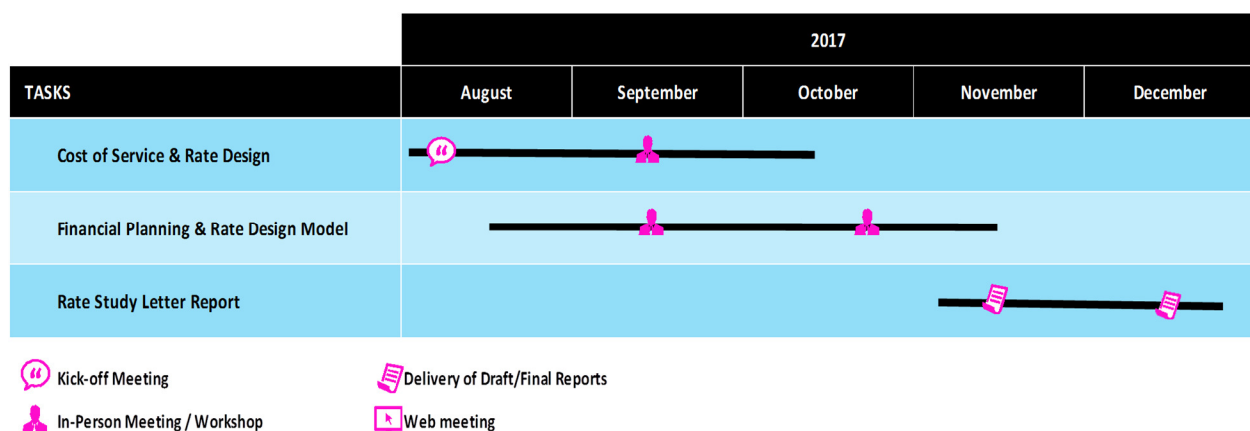 2017
TASKS August September October November December
Cost of Service & Rate Design
Financial Planning & Rate Design Model
Rate Study Letter Report
Kick-off Meeting Delivery of Draft/Final Reports
In-Person Meeting / Workshop Web meeting